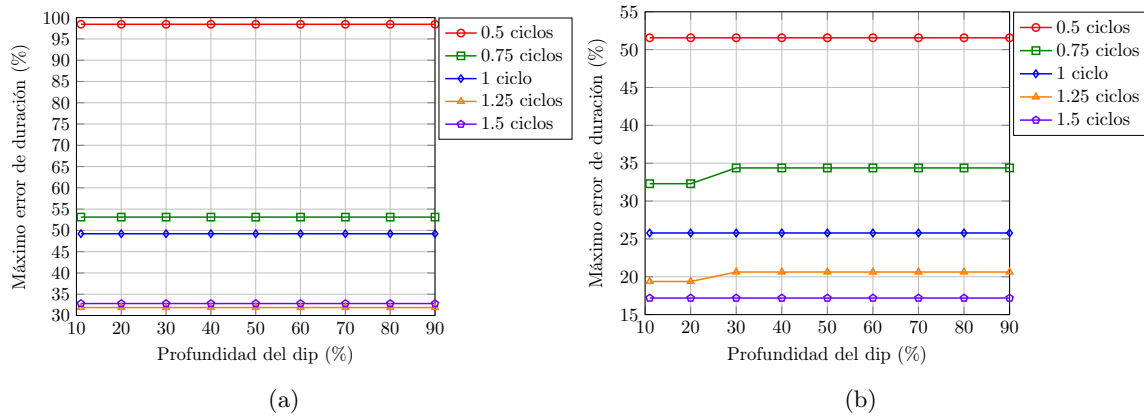 100
95
90
85
80
75
70
65
60
55
50
45
40
35
30
10 20 30 40 50 60 70 80 90
Máximo error de duración (%)
Profundidad del dip (%)
0.5 ciclos
0.75 ciclos
1 ciclo
1.25 ciclos
1.5 ciclos
(a)
55
50
45
40
35
30
25
20
15
10 20 30 40 50 60 70 80 90
Máximo error de duración (%)
Profundidad del dip (%)
0.5 ciclos
0.75 ciclos
1 ciclo
1.25 ciclos
1.5 ciclos
(b)